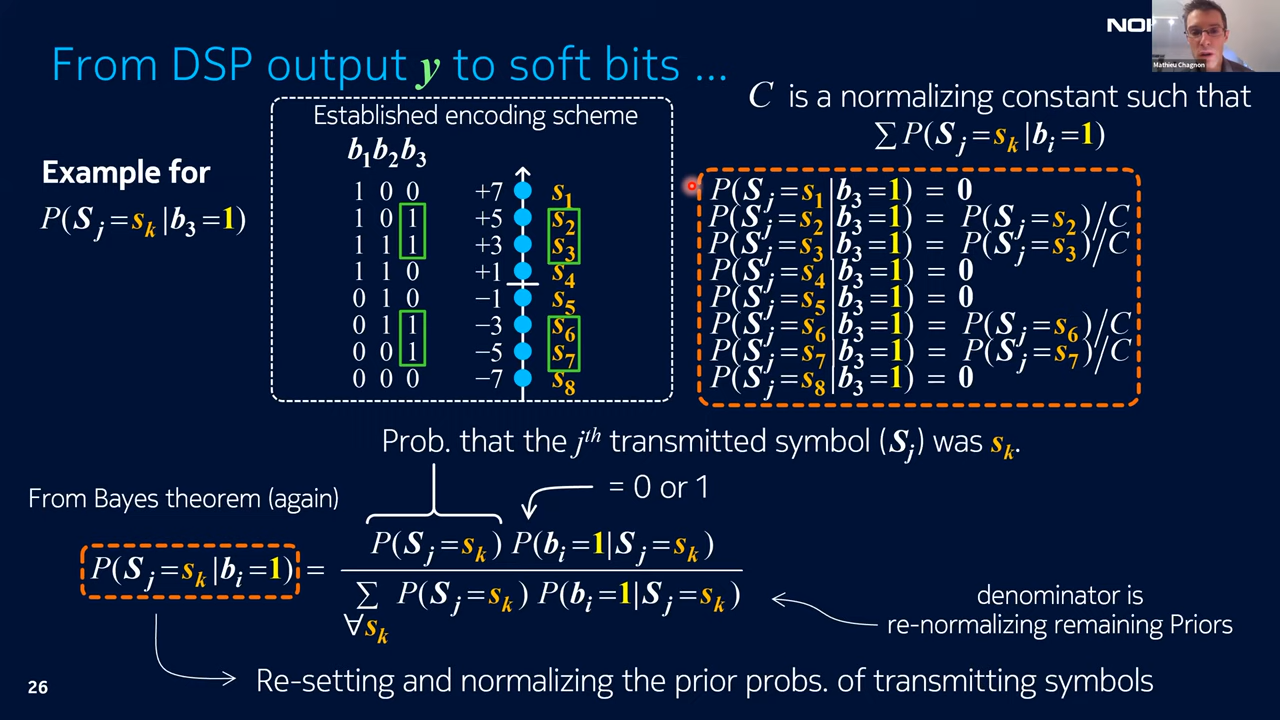 NOK
Mathieu Chagnon
From DSP output y to soft bits ...
C is a normalizing constant such that
∑ P(Sj=sk|bi=1)
Established encoding scheme
b1b2b3
Example for
P(Sj=sk|b3=1)
1 0 0 +7 s1
1 0 1 +5 s2
1 1 1 +3 s3
1 1 0 +1 s4
0 1 0 −1 s5
0 1 1 −3 s6
0 0 1 −5 s7
0 0 0 −7 s8
P(Sj=s1|b3=1) = 0
P(Sj=s2|b3=1) = P(Sj=s2)/C
P(Sj=s3|b3=1) = P(Sj=s3)/C
P(Sj=s4|b3=1) = 0
P(Sj=s5|b3=1) = 0
P(Sj=s6|b3=1) = P(Sj=s6)/C
P(Sj=s7|b3=1) = P(Sj=s7)/C
P(Sj=s8|b3=1) = 0
Prob. that the jth transmitted symbol (Sj) was sk.
= 0 or 1
From Bayes theorem (again)
P(Sj=sk) P(bi=1|Sj=sk)
P(Sj=sk|bi=1) =
∑ P(Sj=sk) P(bi=1|Sj=sk)
∀sk
denominator is
re-normalizing remaining Priors
Re-setting and normalizing the prior probs. of transmitting symbols
26